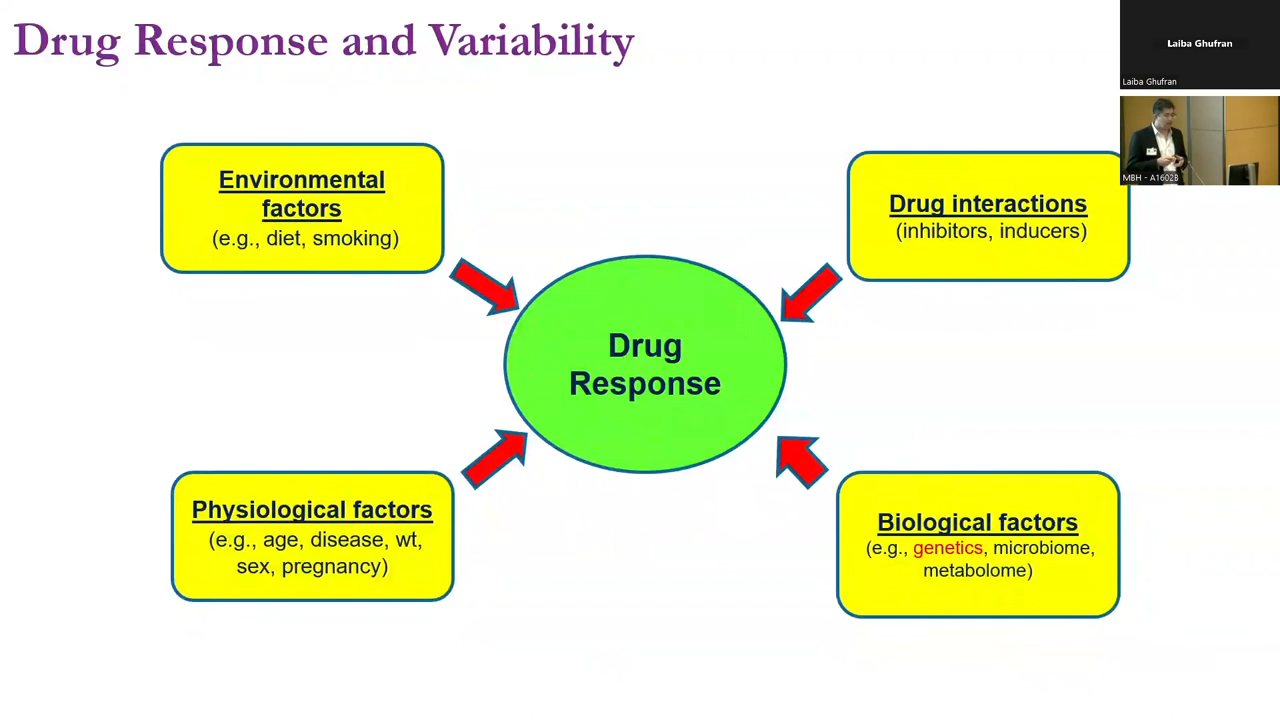 Drug Response and Variability
Laiba Ghufran
Laiba Ghufran
MBH - A1602B
Environmental
factors
(e.g., diet, smoking)
Drug interactions
(inhibitors, inducers)
Drug
Response
Physiological factors
(e.g., age, disease, wt,
sex, pregnancy)
Biological factors
(e.g., genetics, microbiome,
metabolome)